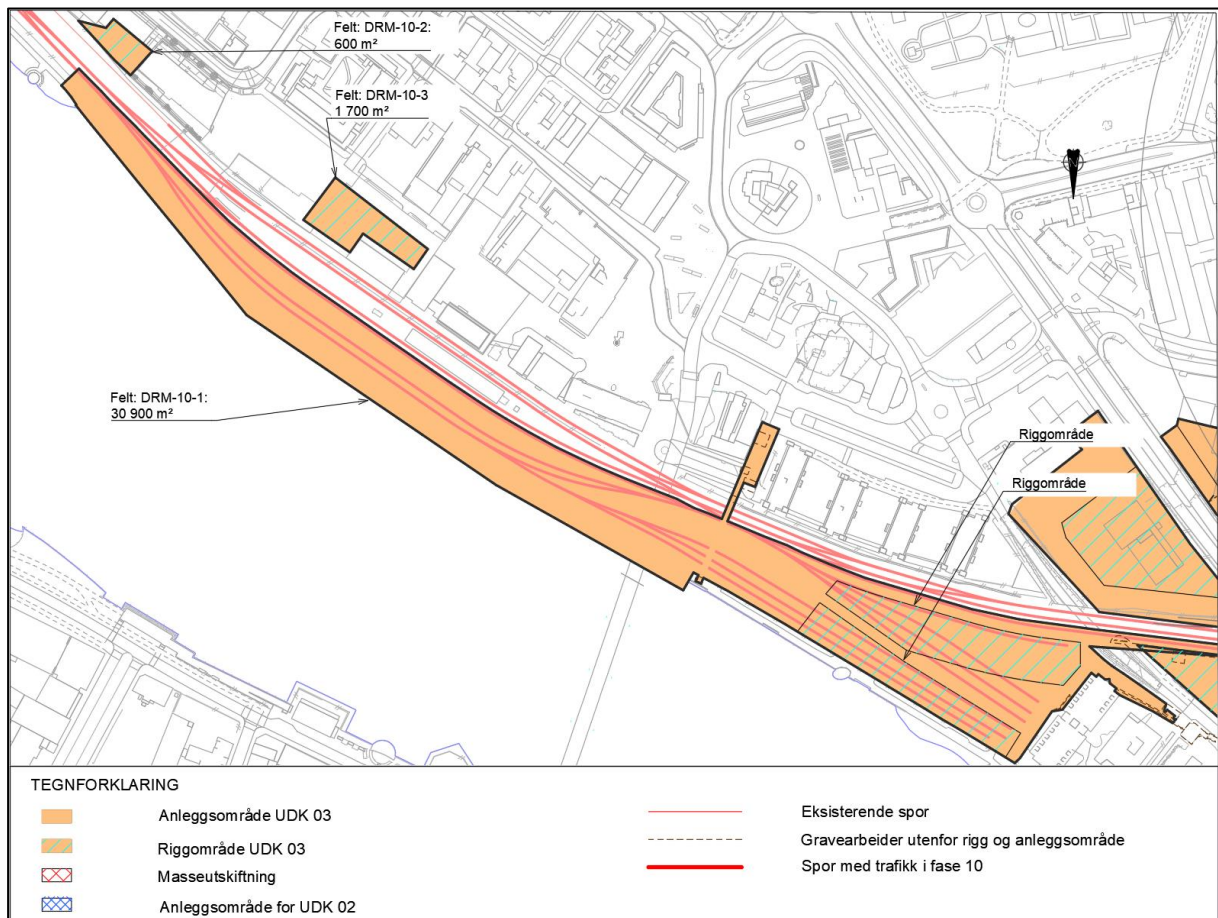 Felt: DRM-10-2:
600 m²
Felt: DRM-10-3
1 700 m²
Felt: DRM-10-1:
30 900 m²
Riggområde
Riggområde
TEGNFORKLARING
Anleggsområde UDK 03
Riggområde UDK 03
Masseutskiftning
Anleggsområde for UDK 02
Eksisterende spor
Gravearbeider utenfor rigg og anleggsområde
Spor med trafikk i fase 10